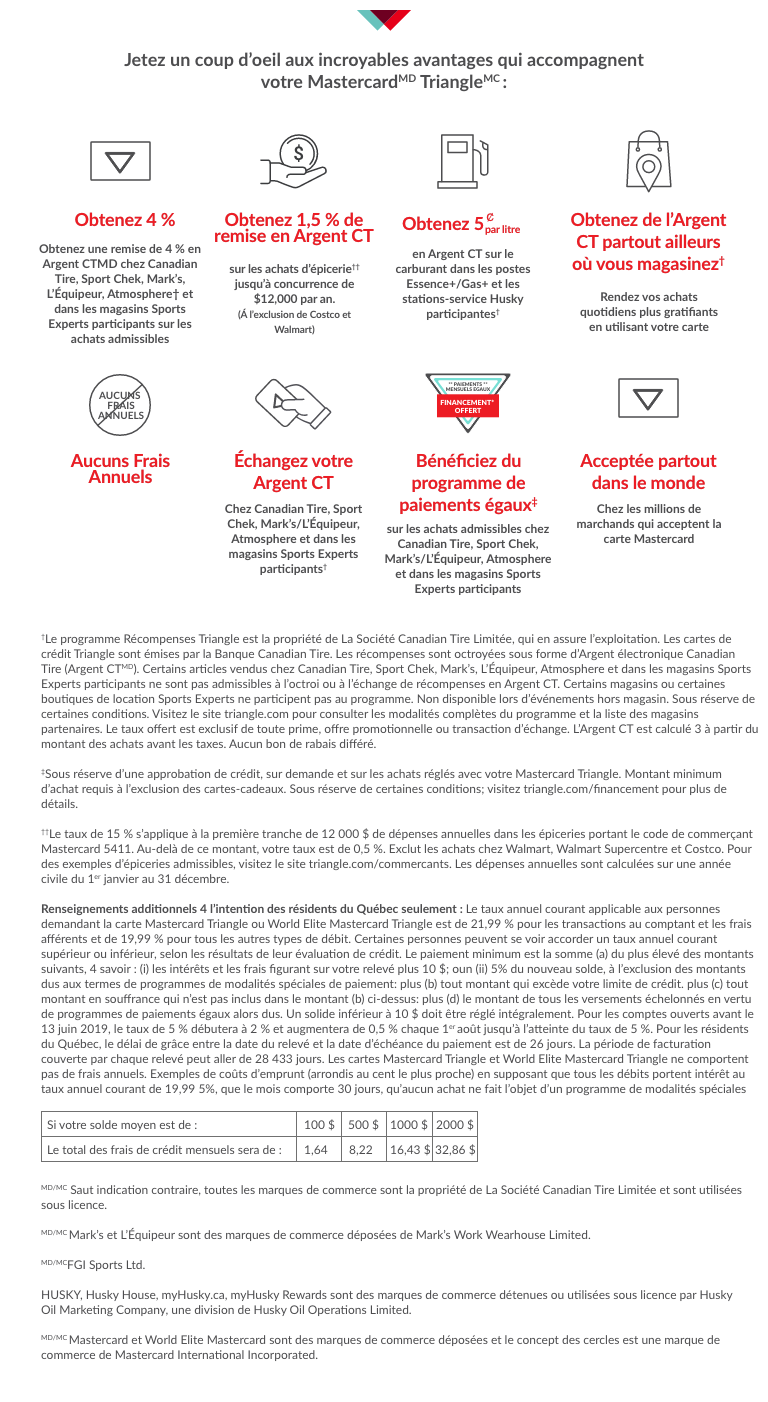 Jetez un coup d’oeil aux incroyables avantages qui accompagnent
votre Mastercardᴹᴰ Triangleᴹᶜ :
Obtenez 4 %
Obtenez une remise de 4 % en
Argent CTMD chez Canadian
Tire, Sport Chek, Mark’s,
L’Équipeur, Atmosphere† et
dans les magasins Sports
Experts participants sur les
achats admissibles
$
Obtenez 1,5 % de
remise en Argent CT
sur les achats d’épicerie††
jusqu’à concurrence de
$12,000 par an.
(Á l’exclusion de Costco et
Walmart)
Obtenez 5 ¢ par litre
en Argent CT sur le
carburant dans les postes
Essence+/Gas+ et les
stations-service Husky
participantes†
Obtenez de l’Argent
CT partout ailleurs
où vous magasinez†
Rendez vos achats
quotidiens plus gratifiants
en utilisant votre carte
AUCUNS
FRAIS
ANNUELS
Aucuns Frais
Annuels
Échangez votre
Argent CT
Chez Canadian Tire, Sport
Chek, Mark’s/L’Équipeur,
Atmosphere et dans les
magasins Sports Experts
participants†
PAIEMENTS
MENSUELS ÉGAUX
FINANCEMENT*
OFFERT
Bénéficiez du
programme de
paiements égaux‡
sur les achats admissibles chez
Canadian Tire, Sport Chek,
Mark’s/L’Équipeur, Atmosphere
et dans les magasins Sports
Experts participants
Acceptée partout
dans le monde
Chez les millions de
marchands qui acceptent la
carte Mastercard
†Le programme Récompenses Triangle est la propriété de La Société Canadian Tire Limitée, qui en assure l’exploitation. Les cartes de
crédit Triangle sont émises par la Banque Canadian Tire. Les récompenses sont octroyées sous forme d’Argent électronique Canadian
Tire (Argent CTᴹᴰ). Certains articles vendus chez Canadian Tire, Sport Chek, Mark’s, L’Équipeur, Atmosphere et dans les magasins Sports
Experts participants ne sont pas admissibles à l’octroi ou à l’échange de récompenses en Argent CT. Certains magasins ou certaines
boutiques de location Sports Experts ne participent pas au programme. Non disponible lors d’événements hors magasin. Sous réserve de
certaines conditions. Visitez le site triangle.com pour consulter les modalités complètes du programme et la liste des magasins
partenaires. Le taux offert est exclusif de toute prime, offre promotionnelle ou transaction d’échange. L’Argent CT est calculé 3 à partir du
montant des achats avant les taxes. Aucun bon de rabais différé.
‡Sous réserve d’une approbation de crédit, sur demande et sur les achats réglés avec votre Mastercard Triangle. Montant minimum
d’achat requis à l’exclusion des cartes-cadeaux. Sous réserve de certaines conditions; visitez triangle.com/financement pour plus de
détails.
††Le taux de 15 % s’applique à la première tranche de 12 000 $ de dépenses annuelles dans les épiceries portant le code de commerçant
Mastercard 5411. Au-delà de ce montant, votre taux est de 0,5 %. Exclut les achats chez Walmart, Walmart Supercentre et Costco. Pour
des exemples d’épiceries admissibles, visitez le site triangle.com/commercants. Les dépenses annuelles sont calculées sur une année
civile du 1ᵉʳ janvier au 31 décembre.
Renseignements additionnels 4 l’intention des résidents du Québec seulement : Le taux annuel courant applicable aux personnes
demandant la carte Mastercard Triangle ou World Elite Mastercard Triangle est de 21,99 % pour les transactions au comptant et les frais
afférents et de 19,99 % pour tous les autres types de débit. Certaines personnes peuvent se voir accorder un taux annuel courant
supérieur ou inférieur, selon les résultats de leur évaluation de crédit. Le paiement minimum est la somme (a) du plus élevé des montants
suivants, 4 savoir : (i) les intérêts et les frais figurant sur votre relevé plus 10 $; oun (ii) 5% du nouveau solde, à l’exclusion des montants
dus aux termes de programmes de modalités spéciales de paiement: plus (b) tout montant qui excède votre limite de crédit. plus (c) tout
montant en souffrance qui n’est pas inclus dans le montant (b) ci-dessus: plus (d) le montant de tous les versements échelonnés en vertu
de programmes de paiements égaux alors dus. Un solde inférieur à 10 $ doit être réglé intégralement. Pour les comptes ouverts avant le
13 juin 2019, le taux de 5 % débutera à 2 % et augmentera de 0,5 % chaque 1ᵉʳ août jusqu’à l’atteinte du taux de 5 %. Pour les résidents
du Québec, le délai de grâce entre la date du relevé et la date d’échéance du paiement est de 26 jours. La période de facturation
couverte par chaque relevé peut aller de 28 433 jours. Les cartes Mastercard Triangle et World Elite Mastercard Triangle ne comportent
pas de frais annuels. Exemples de coûts d’emprunt (arrondis au cent le plus proche) en supposant que tous les débits portent intérêt au
taux annuel courant de 19,99 5%, que le mois comporte 30 jours, qu’aucun achat ne fait l’objet d’un programme de modalités spéciales
Si votre solde moyen est de : 100 $ 500 $ 1000 $ 2000 $
Le total des frais de crédit mensuels sera de : 1,64 8,22 16,43 $ 32,86 $
ᴹᴰ/ᴹᶜ Saut indication contraire, toutes les marques de commerce sont la propriété de La Société Canadian Tire Limitée et sont utilisées
sous licence.
ᴹᴰ/ᴹᶜ Mark’s et L’Équipeur sont des marques de commerce déposées de Mark’s Work Wearhouse Limited.
ᴹᴰ/ᴹᶜFGI Sports Ltd.
HUSKY, Husky House, myHusky.ca, myHusky Rewards sont des marques de commerce détenues ou utilisées sous licence par Husky
Oil Marketing Company, une division de Husky Oil Operations Limited.
ᴹᴰ/ᴹᶜ Mastercard et World Elite Mastercard sont des marques de commerce déposées et le concept des cercles est une marque de
commerce de Mastercard International Incorporated.